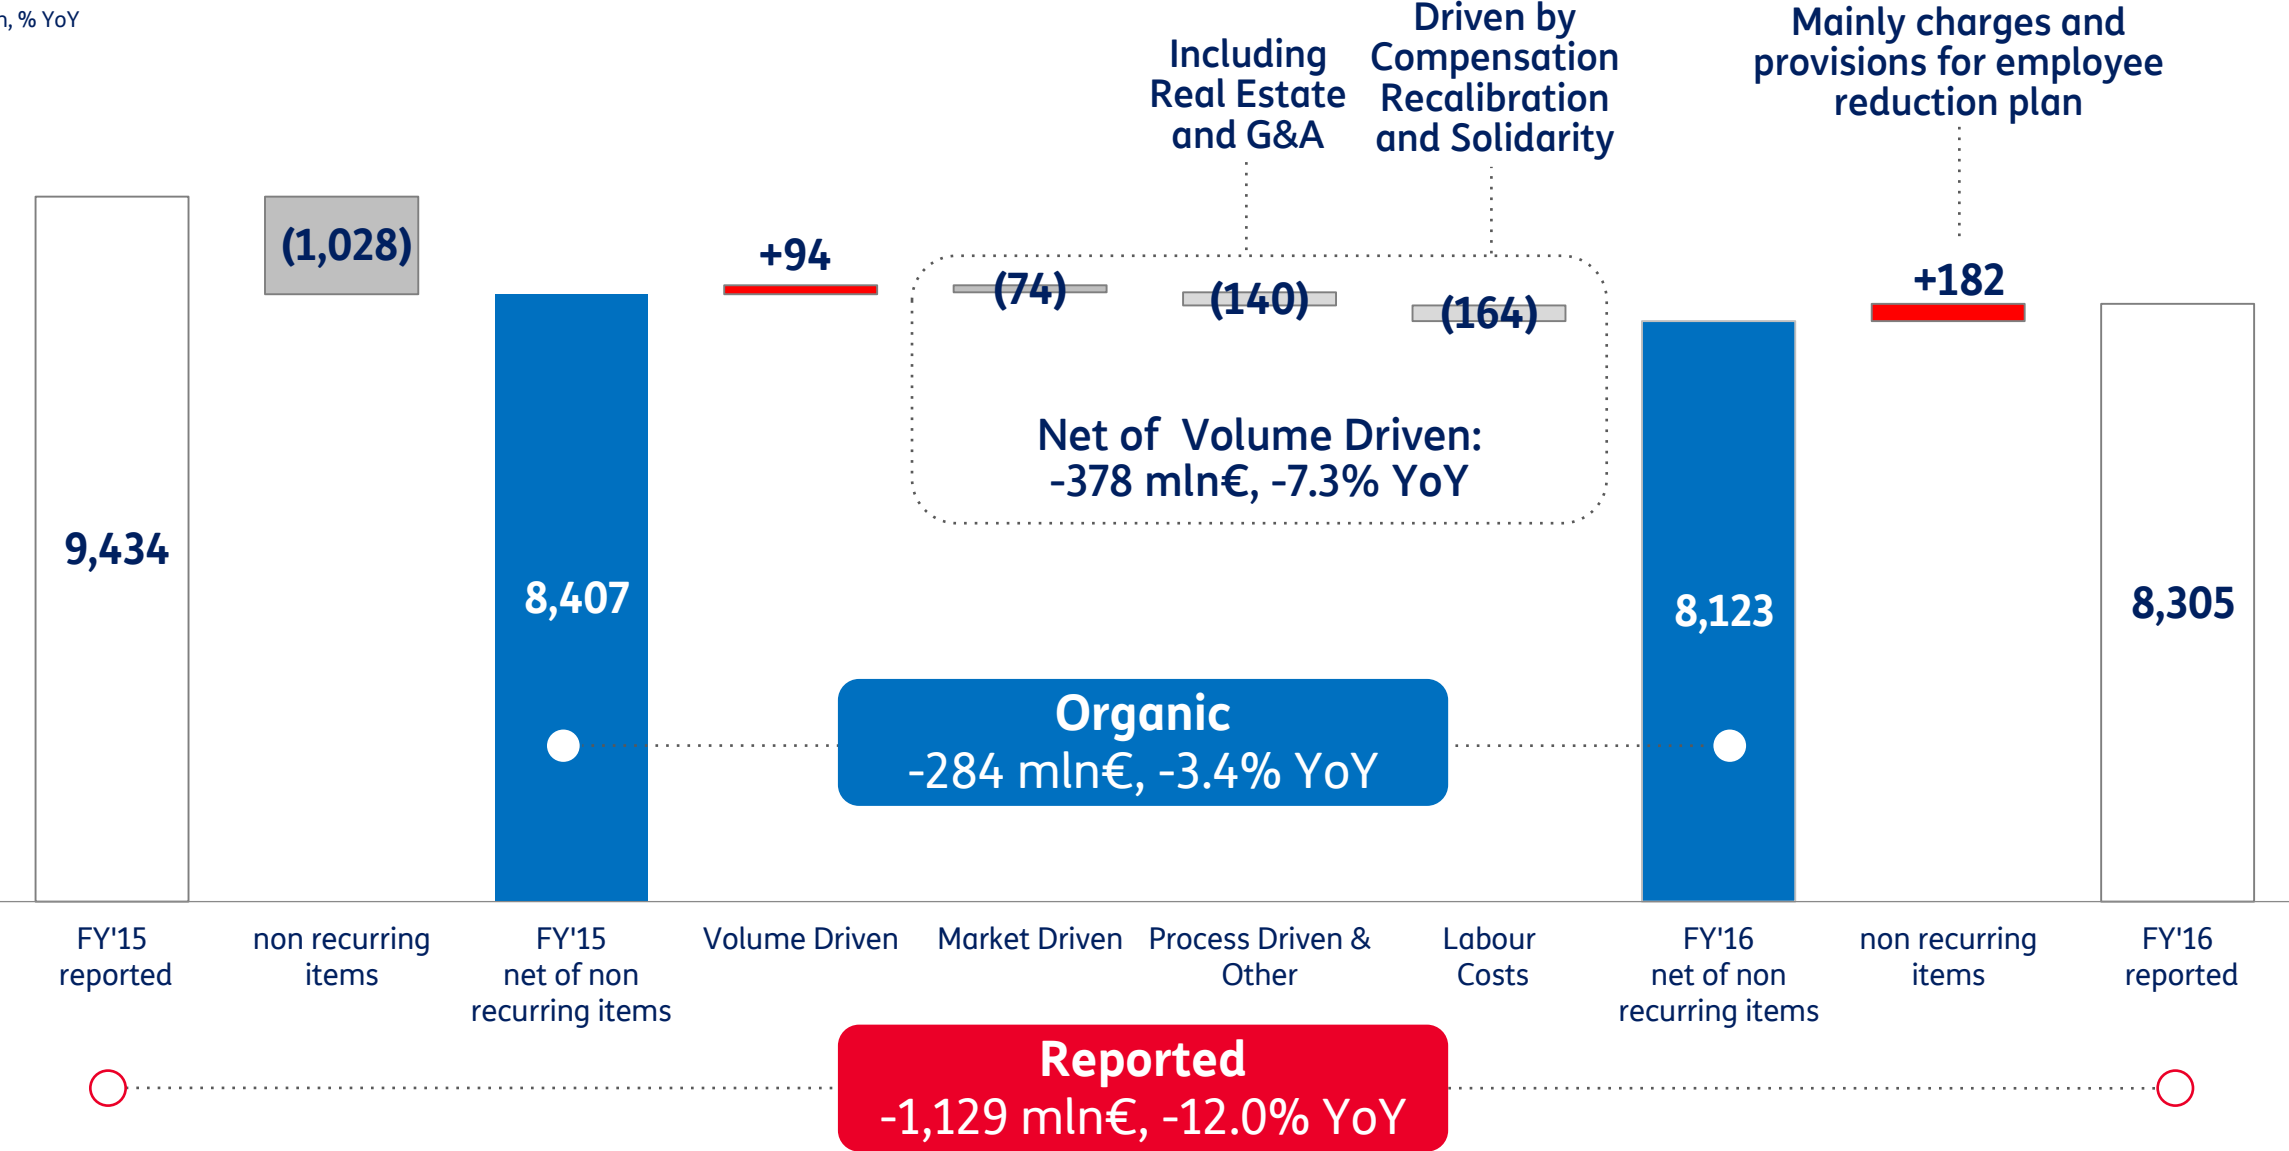 % YoY
Including
Real Estate
and G&A
Driven by
Compensation
Recalibration
and Solidarity
Mainly charges and
provisions for employee
reduction plan
(1,028)
+94
(74)
(140)
(164)
+182
Net of Volume Driven:
-378 mln€, -7.3% YoY
9,434
8,407
8,123
8,305
Organic
-284 mln€, -3.4% YoY
FY'15
reported
non recurring
items
FY'15
net of non
recurring items
Volume Driven
Market Driven
Process Driven &
Other
Labour
Costs
FY'16
net of non
recurring items
non recurring
items
FY'16
reported
Reported
-1,129 mln€, -12.0% YoY